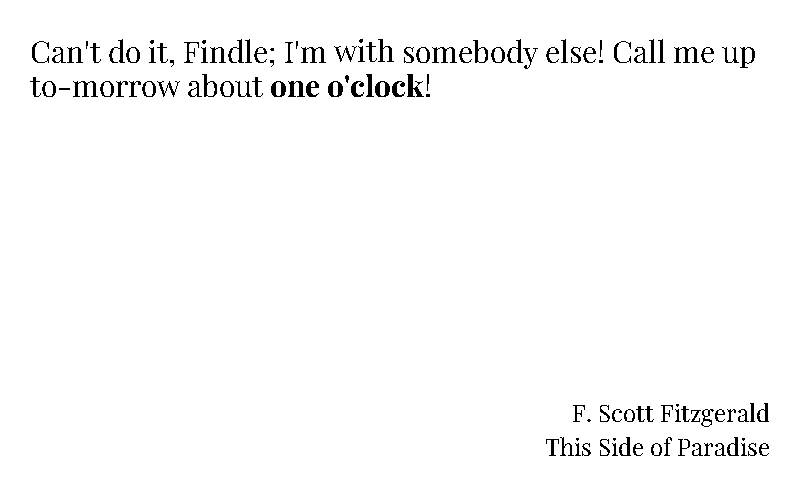 Can't do it, Findle; I'm with somebody else! Call me up
to-morrow about one o'clock!
F. Scott Fitzgerald
This Side of Paradise